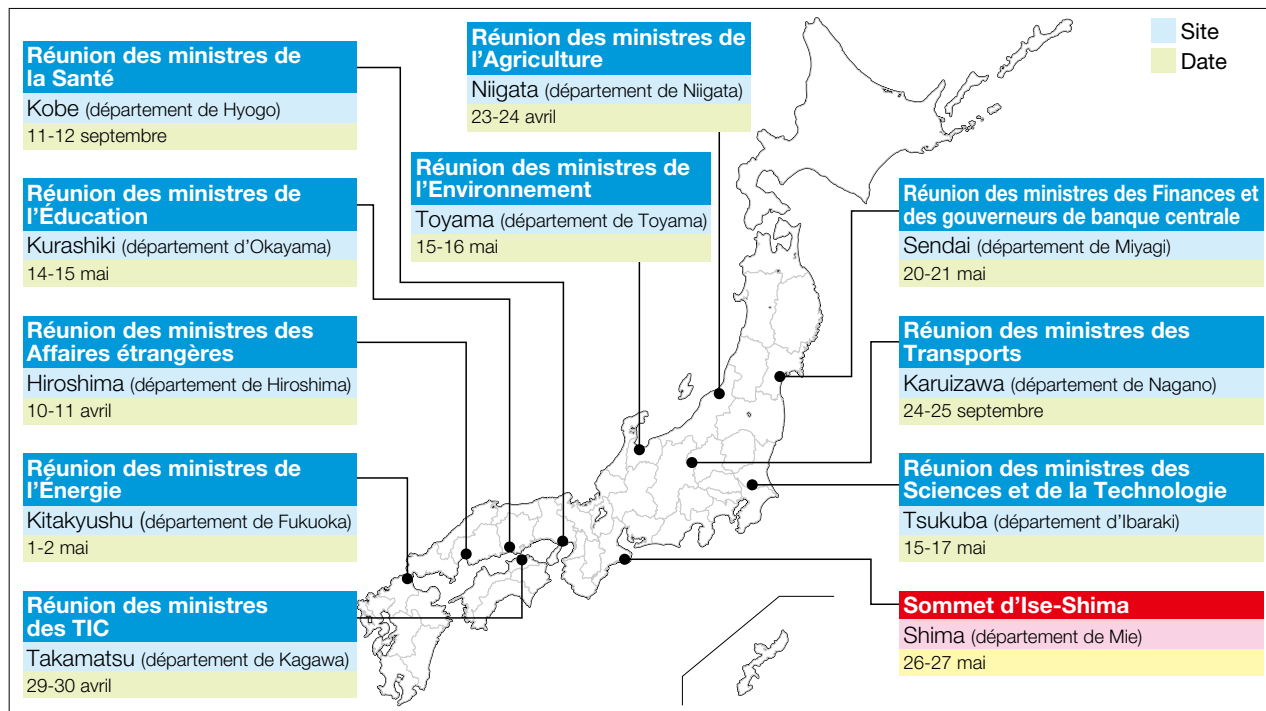 Réunion des ministres de
la Santé
Kobe (département de Hyogo)
11-12 septembre
Réunion des ministres de
l'Éducation
Kurashiki (département d'Okayama)
14-15 mai
Réunion des ministres des
Affaires étrangères
Hiroshima (département de Hiroshima)
10-11 avril
Réunion des ministres de
l'Énergie
Kitakyushu (département de Fukuoka)
1-2 mai
Réunion des ministres
des TIC
Takamatsu (département de Kagawa)
29-30 avril
Réunion des ministres de
l'Agriculture
Niigata (département de Niigata)
23-24 avril
Réunion des ministres de
l'Environnement
Toyama (département de Toyama)
15-16 mai
Site
Date
Réunion des ministres des Finances et
des gouverneurs de banque centrale
Sendai (département de Miyagi)
20-21 mai
Réunion des ministres des
Transports
Karuizawa (département de Nagano)
24-25 septembre
Réunion des ministres des
Sciences et de la Technologie
Tsukuba (département d'Ibaraki)
15-17 mai
Sommet d'Ise-Shima
Shima (département de Mie)
26-27 mai